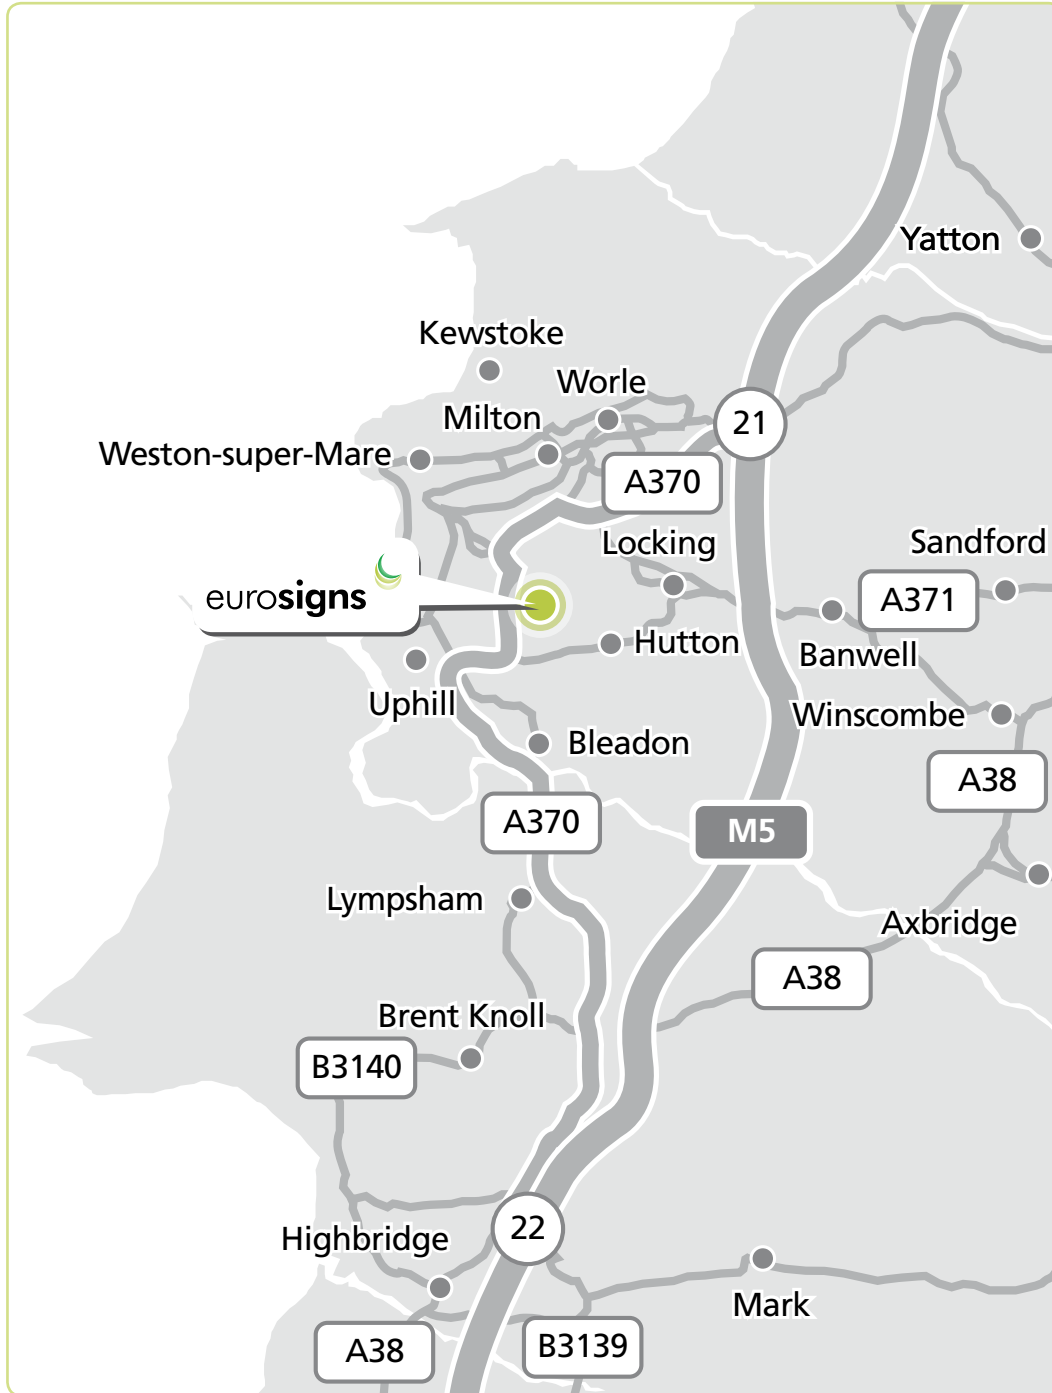 Yatton
Kewstoke
Worle
Milton
21
Weston-super-Mare
A370
Locking
Sandford
eurosigns
A371
Hutton
Banwell
Uphill
Winscombe
Bleadon
A38
A370
M5
Lympsham
Axbridge
A38
Brent Knoll
B3140
22
Highbridge
Mark
A38
B3139